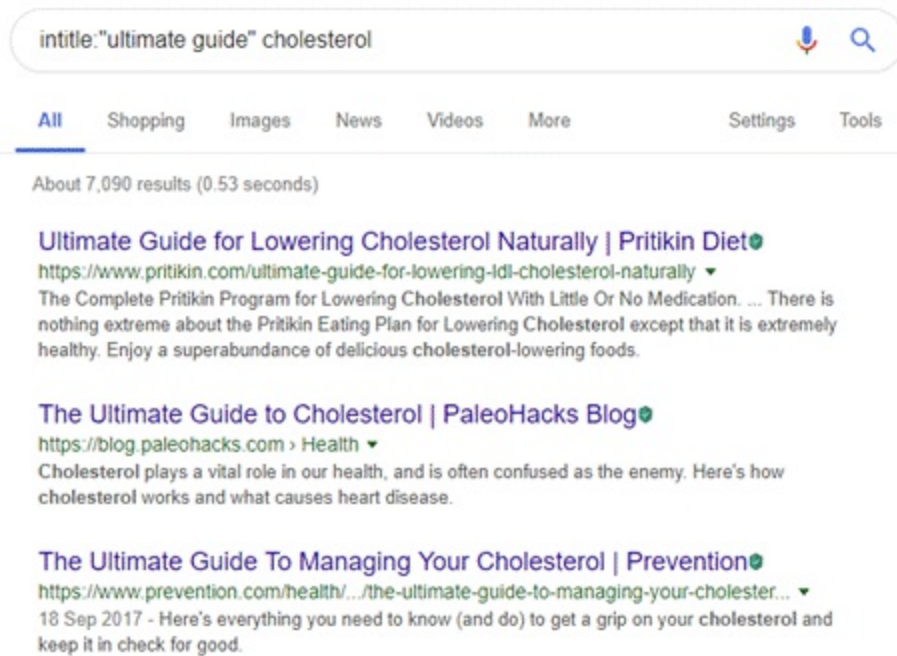 intitle:"ultimate guide" cholesterol
All Shopping Images News Videos More Settings Tools
About 7,090 results (0.53 seconds)
Ultimate Guide for Lowering Cholesterol Naturally | Pritikin Diet
https://www.pritikin.com/ultimate-guide-for-lowering-ldl-cholesterol-naturally
The Complete Pritikin Program for Lowering Cholesterol With Little Or No Medication. ... There is
nothing extreme about the Pritikin Eating Plan for Lowering Cholesterol except that it is extremely
healthy. Enjoy a superabundance of delicious cholesterol-lowering foods.
The Ultimate Guide to Cholesterol | PaleoHacks Blog
https://blog.paleohacks.com › Health
Cholesterol plays a vital role in our health, and is often confused as the enemy. Here's how
cholesterol works and what causes heart disease.
The Ultimate Guide To Managing Your Cholesterol | Prevention
https://www.prevention.com/health/.../the-ultimate-guide-to-managing-your-cholester...
18 Sep 2017 - Here's everything you need to know (and do) to get a grip on your cholesterol and
keep it in check for good.